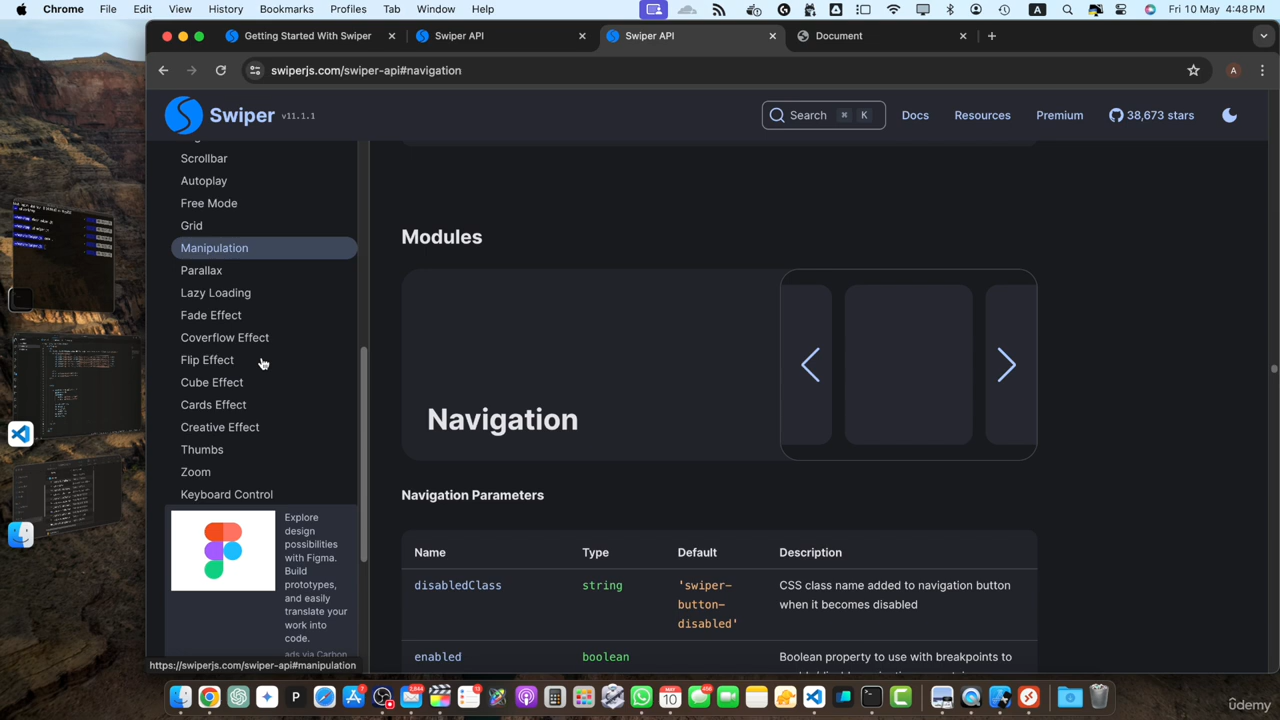 Chrome File Edit View History Bookmarks Profiles Tab Window Help A Fri 10 May 4:48 PM
Getting Started With Swiper
Swiper API
Swiper API
Document
swiperjs.com/swiper-api#navigation
A
Swiper v11.1.1
Search ⌘ K
Docs
Resources
Premium
38,673 stars
Scrollbar
Autoplay
Free Mode
Grid
Manipulation
Parallax
Lazy Loading
Fade Effect
Coverflow Effect
Flip Effect
Cube Effect
Cards Effect
Creative Effect
Thumbs
Zoom
Keyboard Control
Explore
design
possibilities
with Figma.
Build
prototypes,
and easily
translate your
work into
code.
ads via Carbon
https://swiperjs.com/swiper-api#manipulation
Modules
Navigation
Navigation Parameters
Name Type Default Description
disabledClass string 'swiper-button-disabled' CSS class name added to navigation button
when it becomes disabled
enabled boolean Boolean property to use with breakpoints to
ûdemy